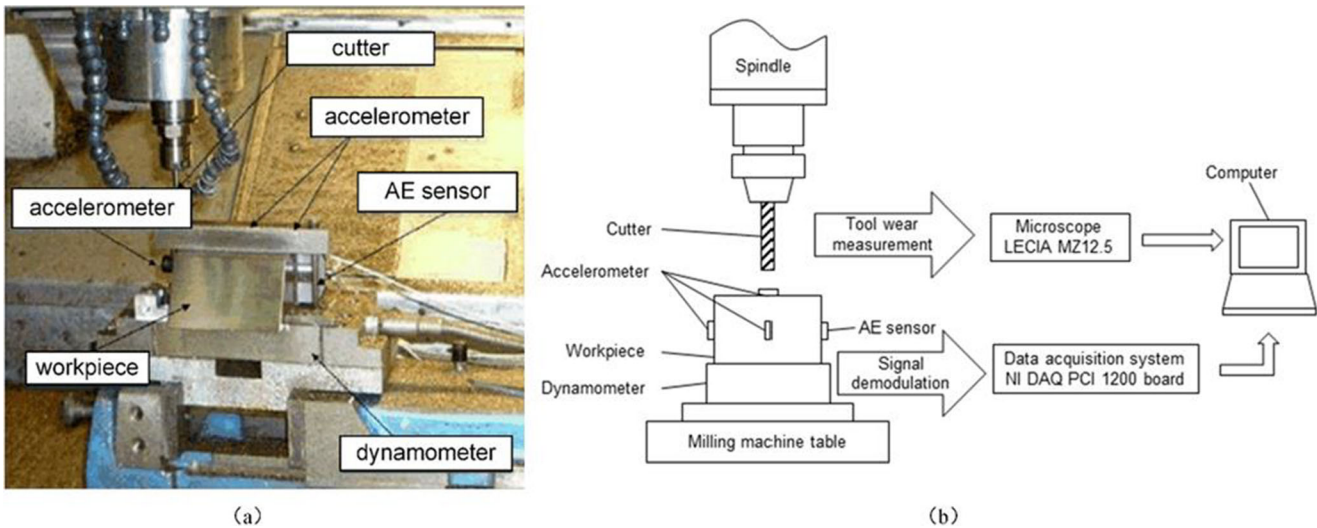 cutter
accelerometer
AE sensor
accelerometer
workpiece
dynamometer
(a)
Spindle
Cutter
Tool wear
measurement
Microscope
LECIA MZ12.5
Computer
Accelerometer
AE sensor
Workpiece
Dynamometer
Signal
demodulation
Data acquisition system
NI DAQ PCI 1200 board
Milling machine table
(b)